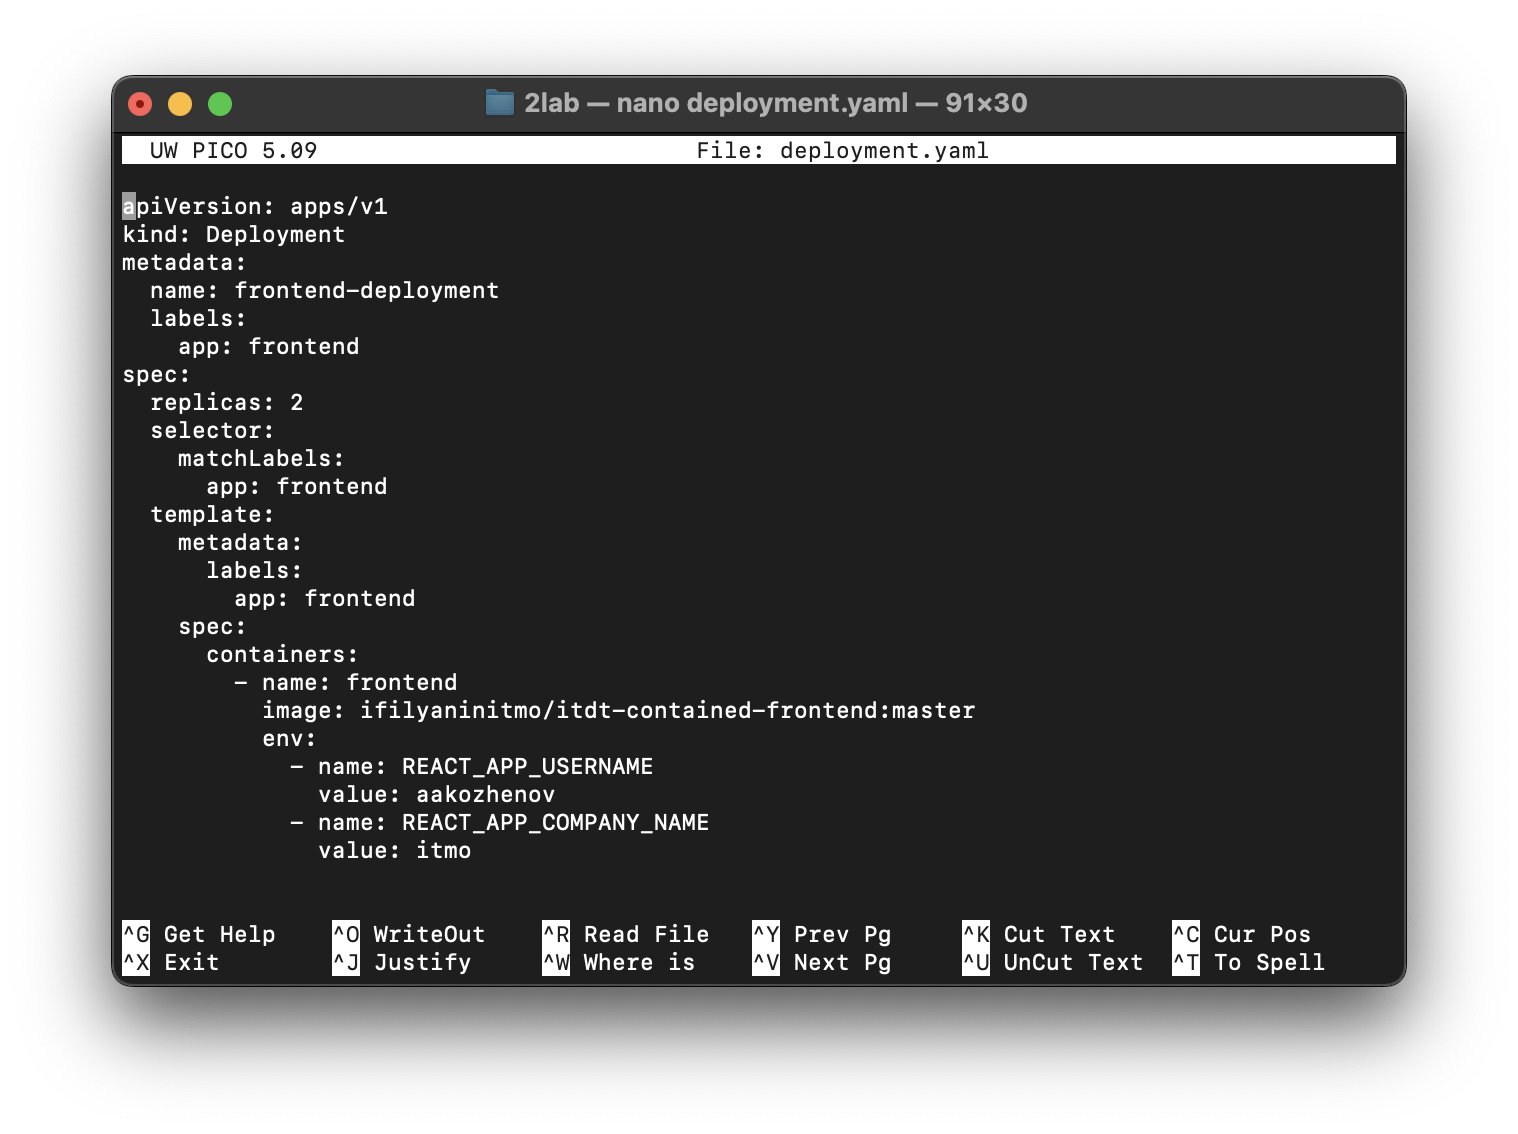 2lab — nano deployment.yaml — 91×30
UW PICO 5.09 File: deployment.yaml
apiVersion: apps/v1
kind: Deployment
metadata:
  name: frontend-deployment
  labels:
    app: frontend
spec:
  replicas: 2
  selector:
    matchLabels:
      app: frontend
  template:
    metadata:
      labels:
        app: frontend
    spec:
      containers:
        - name: frontend
          image: ifilyaninitmo/itdt-contained-frontend:master
          env:
            - name: REACT_APP_USERNAME
              value: aakozhenov
            - name: REACT_APP_COMPANY_NAME
              value: itmo
^G Get Help ^O WriteOut ^R Read File ^Y Prev Pg ^K Cut Text ^C Cur Pos
^X Exit ^J Justify ^W Where is ^V Next Pg ^U UnCut Text ^T To Spell